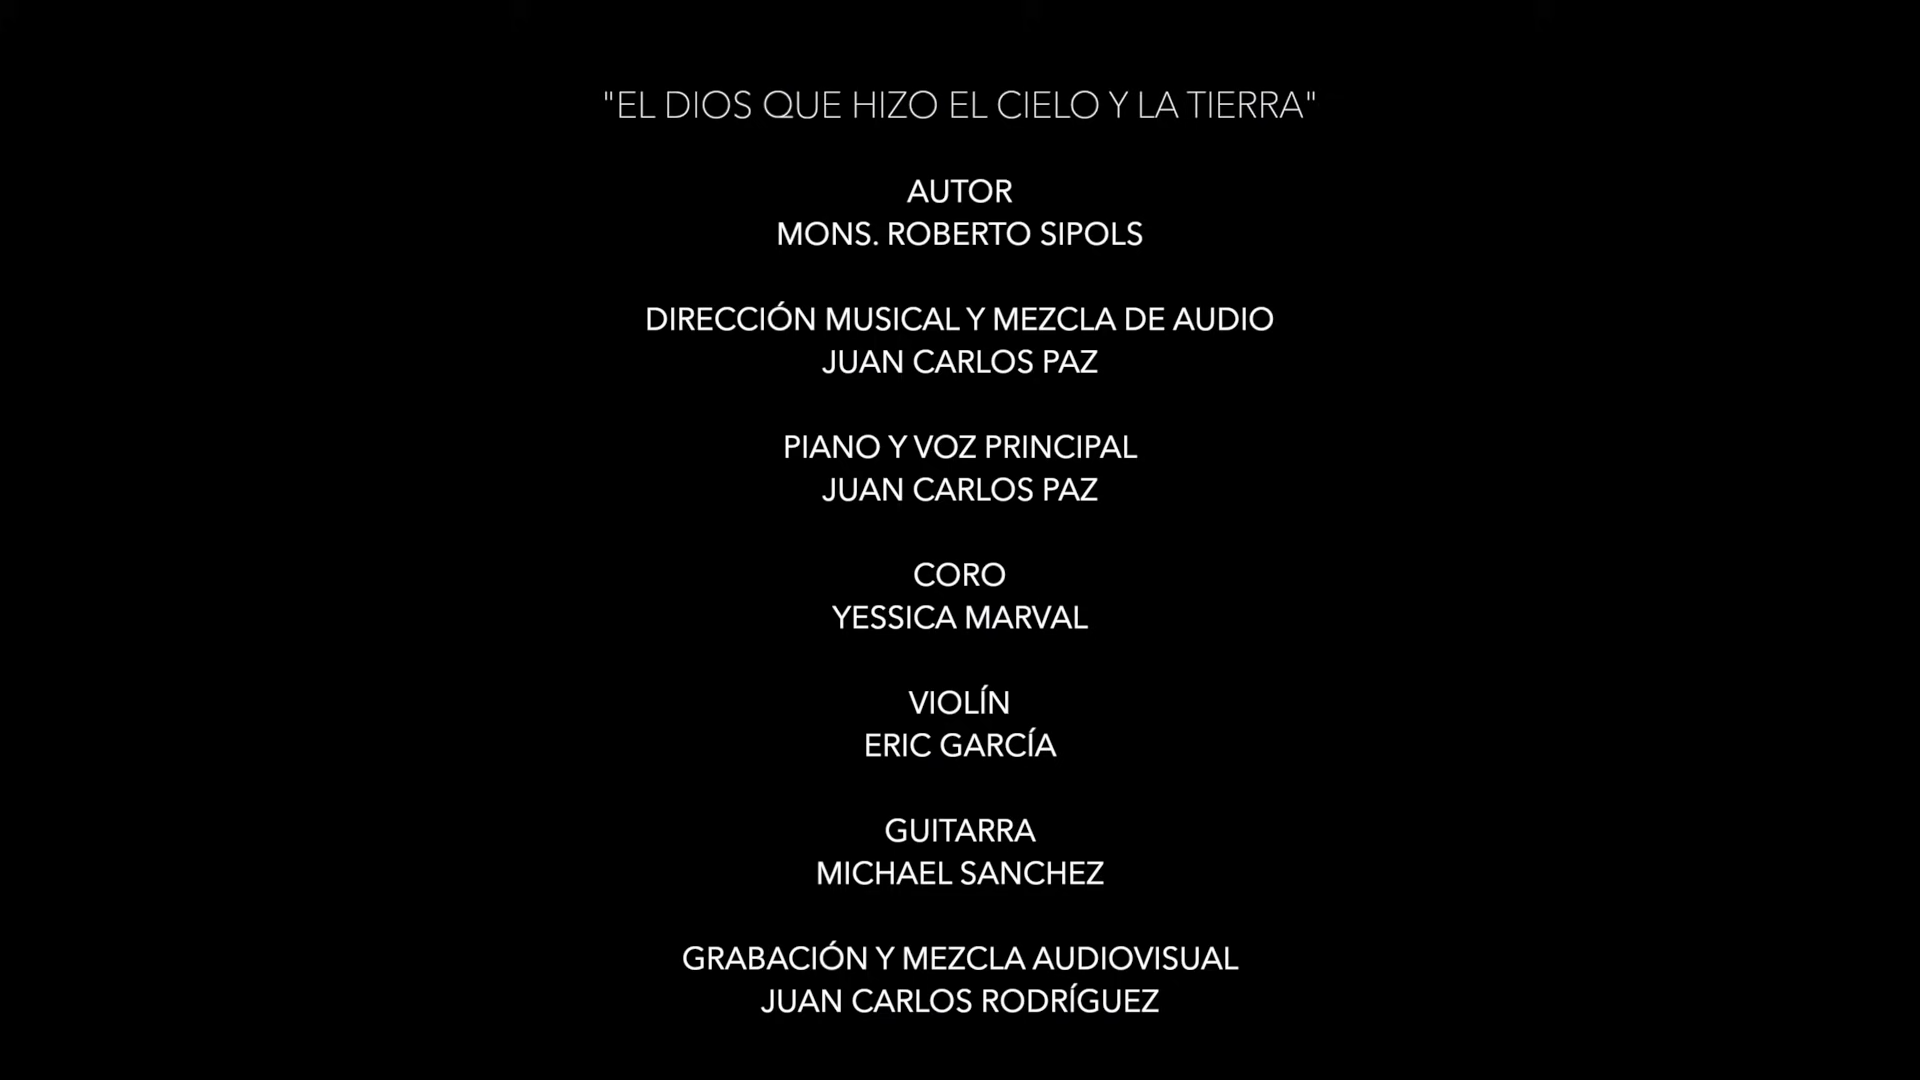 "EL DIOS QUE HIZO EL CIELO Y LA TIERRA"
AUTOR
MONS. ROBERTO SIPOLS
DIRECCIÓN MUSICAL Y MEZCLA DE AUDIO
JUAN CARLOS PAZ
PIANO Y VOZ PRINCIPAL
JUAN CARLOS PAZ
CORO
YESSICA MARVAL
VIOLÍN
ERIC GARCÍA
GUITARRA
MICHAEL SANCHEZ
GRABACIÓN Y MEZCLA AUDIOVISUAL
JUAN CARLOS RODRÍGUEZ